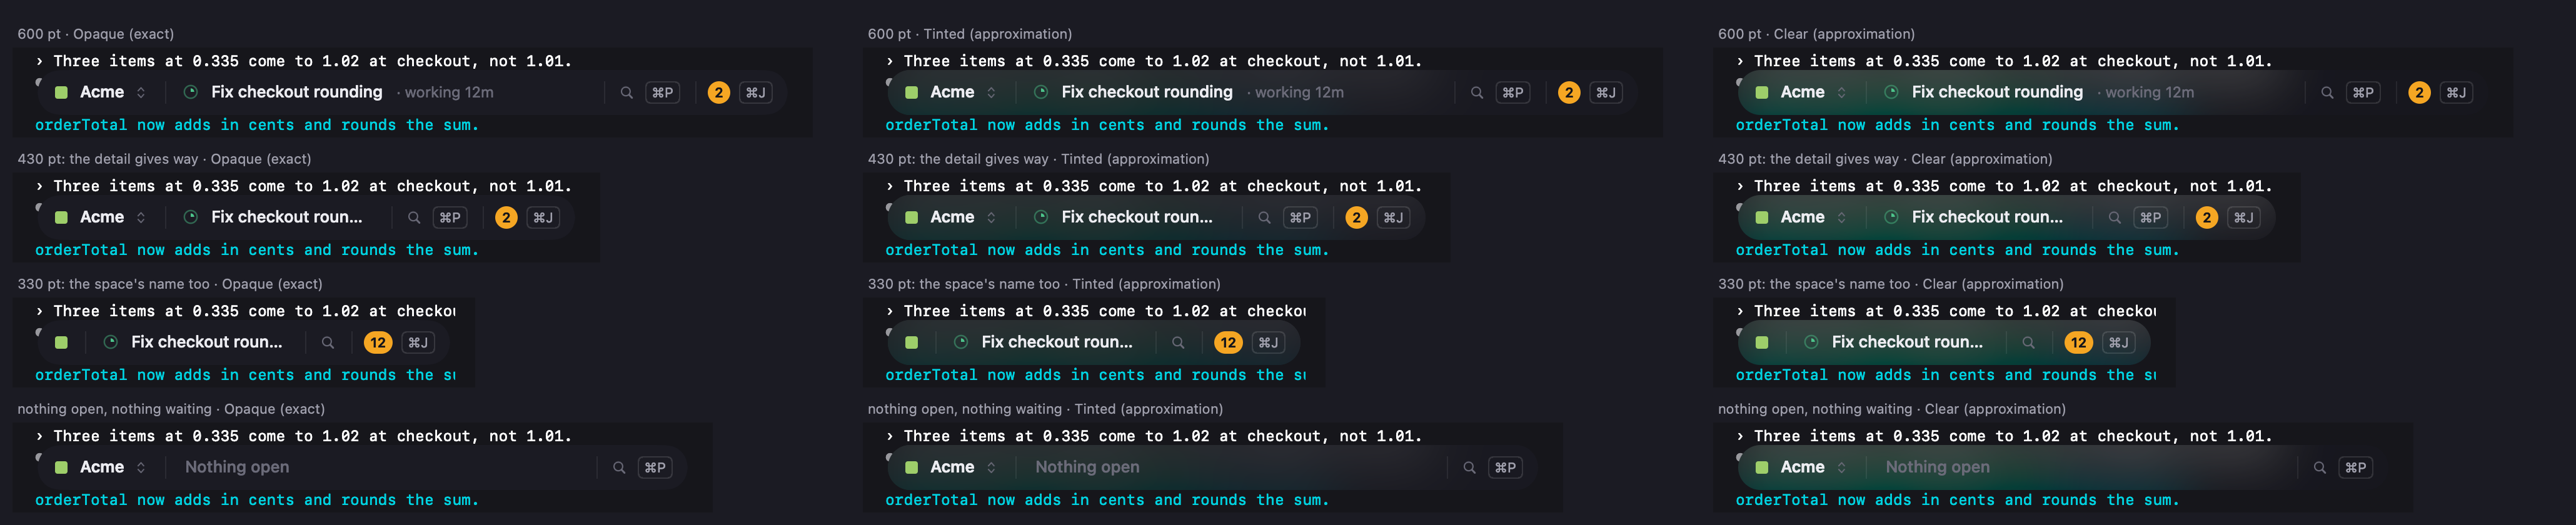 600 pt · Opaque (exact)
› Three items at 0.335 come to 1.02 at checkout, not 1.01.
Acme Fix checkout rounding · working 12m ⌘P 2 ⌘J
orderTotal now adds in cents and rounds the sum.
600 pt · Tinted (approximation)
› Three items at 0.335 come to 1.02 at checkout, not 1.01.
Acme Fix checkout rounding · working 12m ⌘P 2 ⌘J
orderTotal now adds in cents and rounds the sum.
600 pt · Clear (approximation)
› Three items at 0.335 come to 1.02 at checkout, not 1.01.
Acme Fix checkout rounding · working 12m ⌘P 2 ⌘J
orderTotal now adds in cents and rounds the sum.
430 pt: the detail gives way · Opaque (exact)
› Three items at 0.335 come to 1.02 at checkout, not 1.01.
Acme Fix checkout roun... ⌘P 2 ⌘J
orderTotal now adds in cents and rounds the sum.
430 pt: the detail gives way · Tinted (approximation)
› Three items at 0.335 come to 1.02 at checkout, not 1.01.
Acme Fix checkout roun... ⌘P 2 ⌘J
orderTotal now adds in cents and rounds the sum.
430 pt: the detail gives way · Clear (approximation)
› Three items at 0.335 come to 1.02 at checkout, not 1.01.
Acme Fix checkout roun... ⌘P 2 ⌘J
orderTotal now adds in cents and rounds the sum.
330 pt: the space's name too · Opaque (exact)
› Three items at 0.335 come to 1.02 at checko
Fix checkout roun... 12 ⌘J
orderTotal now adds in cents and rounds the s
330 pt: the space's name too · Tinted (approximation)
› Three items at 0.335 come to 1.02 at checko
Fix checkout roun... 12 ⌘J
orderTotal now adds in cents and rounds the s
330 pt: the space's name too · Clear (approximation)
› Three items at 0.335 come to 1.02 at checko
Fix checkout roun... 12 ⌘J
orderTotal now adds in cents and rounds the s
nothing open, nothing waiting · Opaque (exact)
› Three items at 0.335 come to 1.02 at checkout, not 1.01.
Acme Nothing open ⌘P
orderTotal now adds in cents and rounds the sum.
nothing open, nothing waiting · Tinted (approximation)
› Three items at 0.335 come to 1.02 at checkout, not 1.01.
Acme Nothing open ⌘P
orderTotal now adds in cents and rounds the sum.
nothing open, nothing waiting · Clear (approximation)
› Three items at 0.335 come to 1.02 at checkout, not 1.01.
Acme Nothing open ⌘P
orderTotal now adds in cents and rounds the sum.